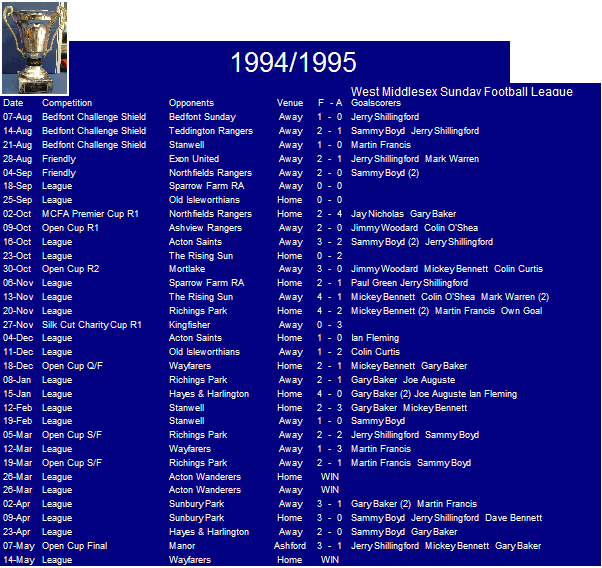 1994/1995
West Middlesex Sunday Football League
Date Competition Opponents Venue F - A Goalscorers
07-Aug Bedfont Challenge Shield Bedfont Sunday Away 1 - 0 Jerry Shillingford
14-Aug Bedfont Challenge Shield Teddington Rangers Away 2 - 1 Sammy Boyd Jerry Shillingford
21-Aug Bedfont Challenge Shield Stanwell Away 1 - 0 Martin Francis
28-Aug Friendly Exon United Away 2 - 1 Jerry Shillingford Mark Warren
04-Sep Friendly Northfields Rangers Away 2 - 0 Sammy Boyd (2)
18-Sep League Sparrow Farm RA Away 0 - 0
25-Sep League Old Isleworthians Home 0 - 0
02-Oct MCFA Premier Cup R1 Northfields Rangers Home 2 - 4 Jay Nicholas Gary Baker
09-Oct Open Cup R1 Ashview Rangers Away 2 - 0 Jimmy Woodard Colin O'Shea
16-Oct League Acton Saints Away 3 - 2 Sammy Boyd (2) Jerry Shillingford
23-Oct League The Rising Sun Home 0 - 2
30-Oct Open Cup R2 Mortlake Away 3 - 0 Jimmy Woodard Mickey Bennett Colin Curtis
06-Nov League Sparrow Farm RA Home 2 - 1 Paul Green Jerry Shillingford
13-Nov League The Rising Sun Away 4 - 1 Mickey Bennett Colin O'Shea Mark Warren (2)
20-Nov League Richings Park Home 4 - 2 Mickey Bennett (2) Martin Francis Own Goal
27-Nov Silk Cut Charity Cup R1 Kingfisher Away 0 - 3
04-Dec League Acton Saints Home 1 - 0 Ian Fleming
11-Dec League Old Isleworthians Away 1 - 2 Colin Curtis
18-Dec Open Cup Q/F Wayfarers Home 2 - 1 Mickey Bennett Gary Baker
08-Jan League Richings Park Away 2 - 1 Gary Baker Joe Auguste
15-Jan League Hayes & Harlington Home 4 - 0 Gary Baker (2) Joe Auguste Ian Fleming
12-Feb League Stanwell Home 2 - 3 Gary Baker Mickey Bennett
19-Feb League Stanwell Away 1 - 0 Sammy Boyd
05-Mar Open Cup S/F Richings Park Away 2 - 2 Jerry Shillingford Sammy Boyd
12-Mar League Wayfarers Away 1 - 3 Martin Francis
19-Mar Open Cup S/F Richings Park Away 2 - 1 Martin Francis Sammy Boyd
26-Mar League Acton Wanderers Home WIN
26-Mar League Acton Wanderers Away WIN
02-Apr League Sunbury Park Away 3 - 1 Gary Baker (2) Martin Francis
09-Apr League Sunbury Park Home 3 - 0 Sammy Boyd Jerry Shillingford Dave Bennett
23-Apr League Hayes & Harlington Away 2 - 0 Sammy Boyd Gary Baker
07-May Open Cup Final Manor Ashford 3 - 1 Jerry Shillingford Mickey Bennett Gary Baker
14-May League Wayfarers Home WIN